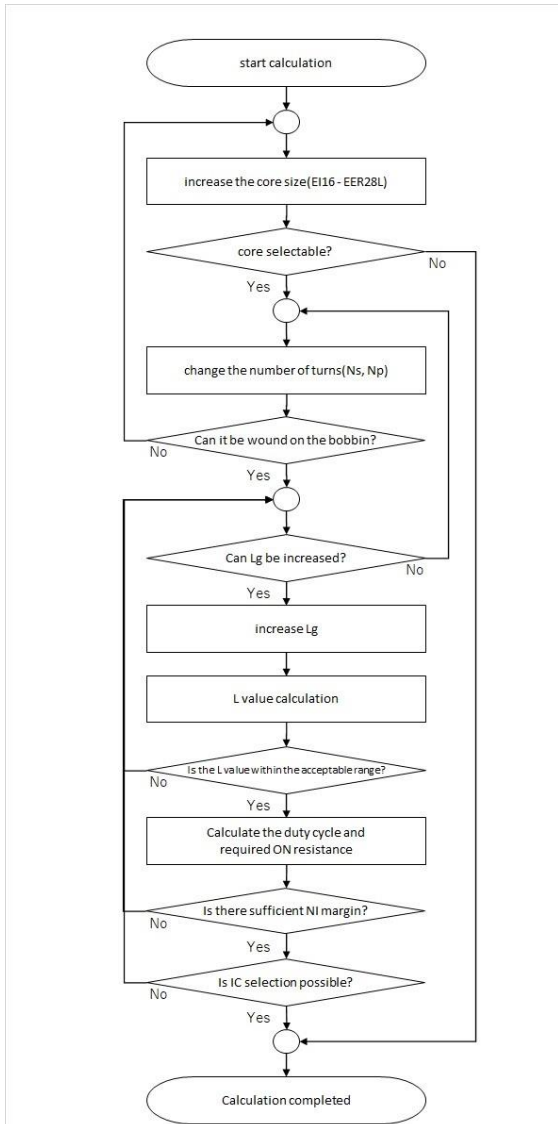 start calculation
increase the core size(EI16 - EER28L)
core selectable?
No
Yes
change the number of turns(Ns, Np)
Can it be wound on the bobbin?
No
Yes
Can Lg be increased?
No
Yes
increase Lg
L value calculation
Is the L value within the acceptable range?
No
Yes
Calculate the duty cycle and
required ON resistance
Is there sufficient NI margin?
No
Yes
Is IC selection possible?
No
Yes
Calculation completed